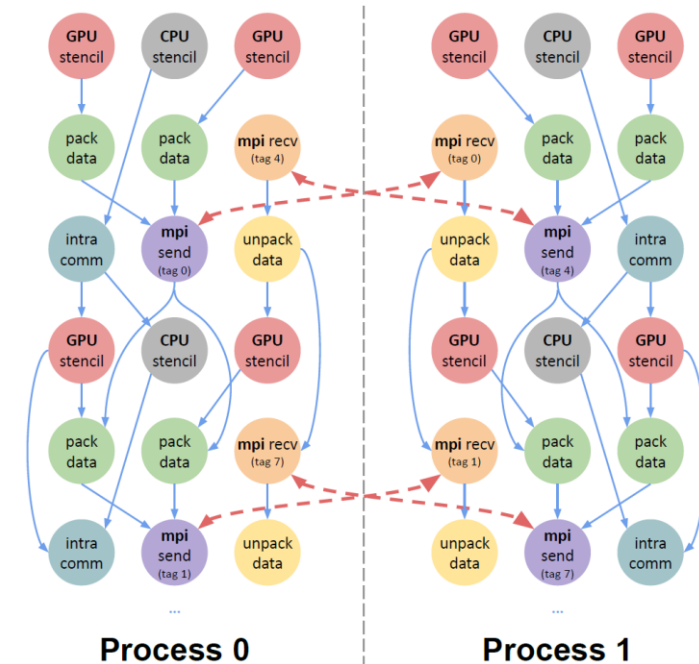 GPU
stencil
CPU
stencil
GPU
stencil
GPU
stencil
CPU
stencil
GPU
stencil
pack
data
pack
data
mpi recv
(tag 4)
mpi recv
(tag 0)
pack
data
pack
data
intra
comm
mpi
send
(tag 0)
unpack
data
unpack
data
mpi
send
(tag 4)
intra
comm
GPU
stencil
CPU
stencil
GPU
stencil
GPU
stencil
CPU
stencil
GPU
stencil
pack
data
pack
data
mpi recv
(tag 7)
mpi recv
(tag 1)
pack
data
pack
data
intra
comm
mpi
send
(tag 1)
unpack
data
unpack
data
mpi
send
(tag 7)
intra
comm
...
...
Process 0
Process 1